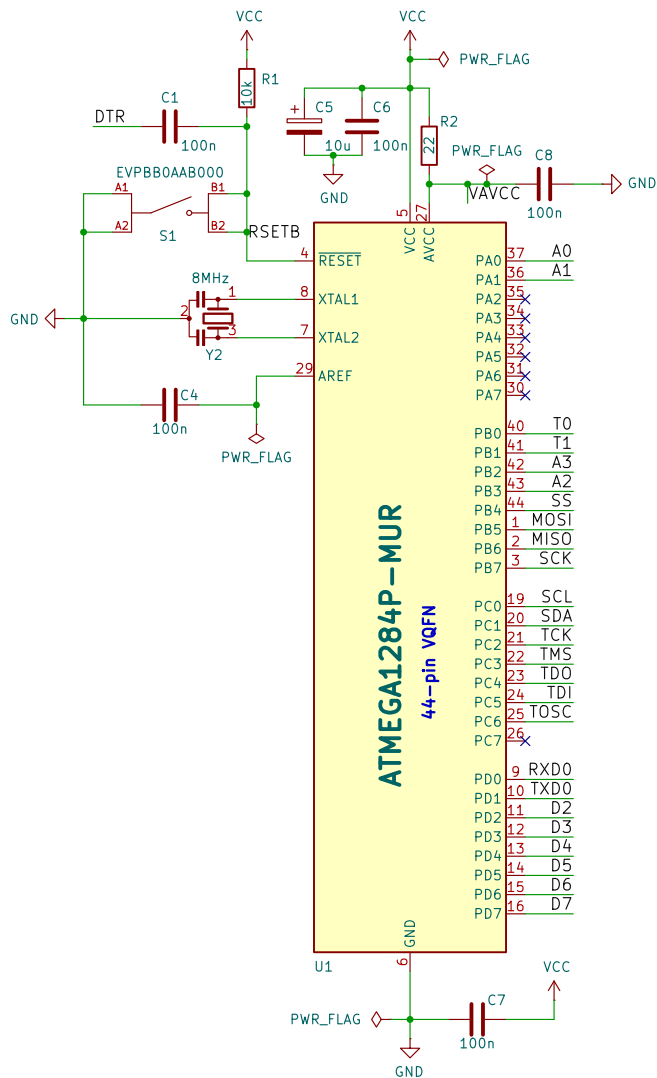 VCC
VCC
PWR_FLAG
R1
10k
C1
DTR
100n
C5
10u
C6
100n
R2
22
GND
PWR_FLAG
C8
GND
VAVCC
100n
EVPBB0AAB000
A1
B1
A2
B2
S1
RSETB
5
27
VCC
AVCC
4
RESET
8MHz
1
8
XTAL1
GND
2
3
7
XTAL2
Y2
29
AREF
C4
100n
PWR_FLAG
PA0 37 A0
PA1 36 A1
PA2 35
PA3 34
PA4 33
PA5 32
PA6 31
PA7 30
PB0 40 T0
PB1 41 T1
PB2 42 A3
PB3 43 A2
PB4 44 SS
PB5 1 MOSI
PB6 2 MISO
PB7 3 SCK
ATMEGA1284P-MUR
44-pin VQFN
PC0 19 SCL
PC1 20 SDA
PC2 21 TCK
PC3 22 TMS
PC4 23 TDO
PC5 24 TDI
PC6 25 TOSC
PC7 26
PD0 9 RXD0
PD1 10 TXD0
PD2 11 D2
PD3 12 D3
PD4 13 D4
PD5 14 D5
PD6 15 D6
PD7 16 D7
GND
6
U1
VCC
C7
PWR_FLAG
100n
GND